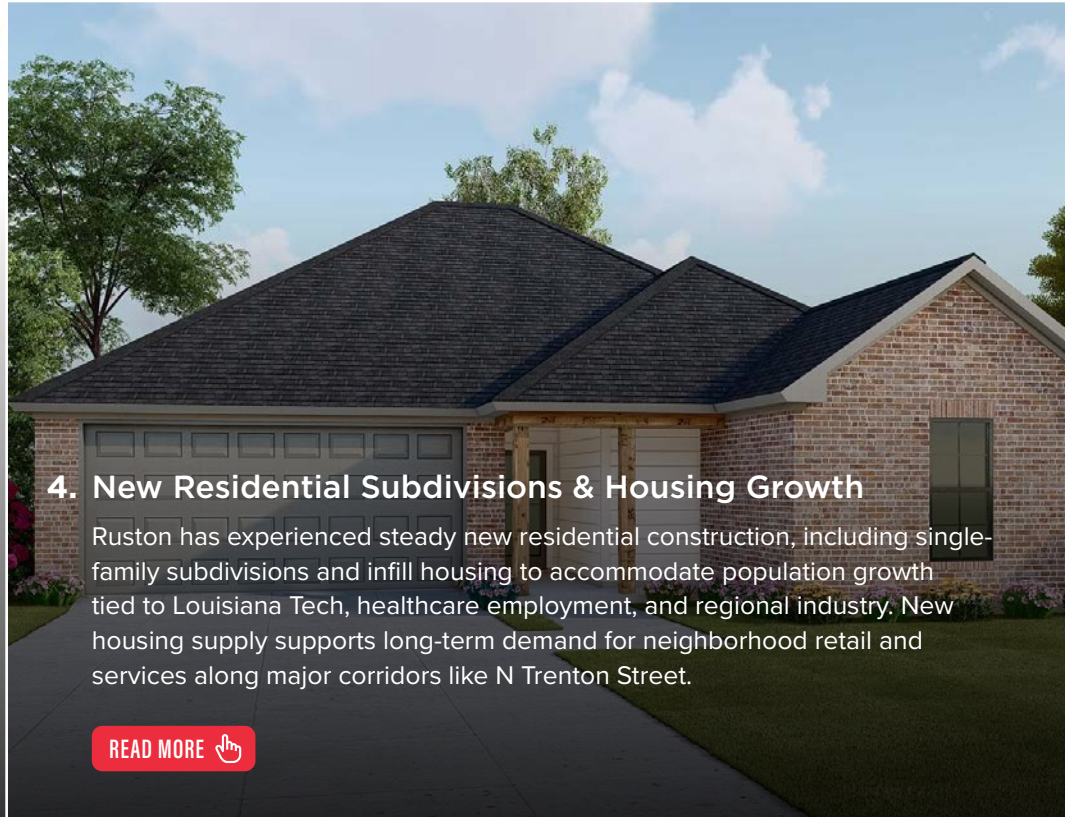 4. New Residential Subdivisions & Housing Growth
Ruston has experienced steady new residential construction, including single-
family subdivisions and infill housing to accommodate population growth
tied to Louisiana Tech, healthcare employment, and regional industry. New
housing supply supports long-term demand for neighborhood retail and
services along major corridors like N Trenton Street.
READ MORE